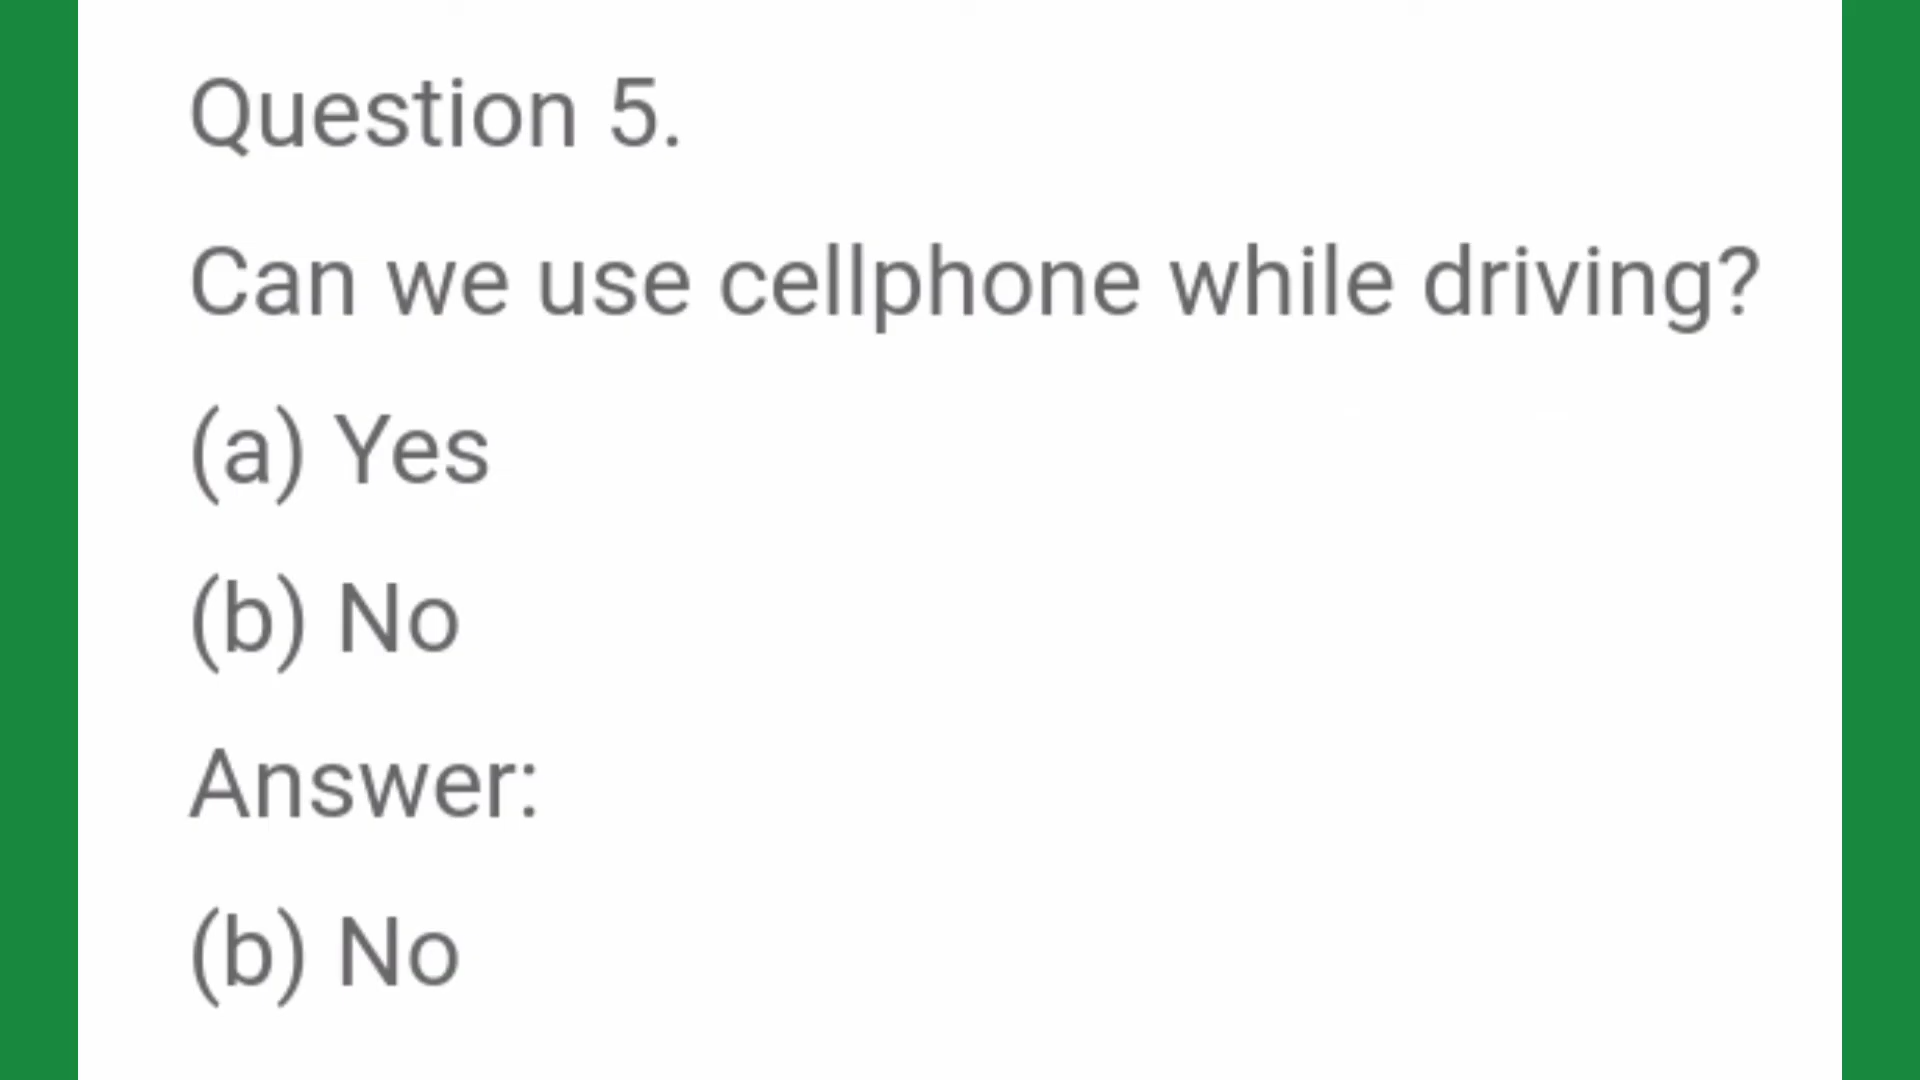 Question 5.
Can we use cellphone while driving?
(a) Yes
(b) No
Answer:
(b) No